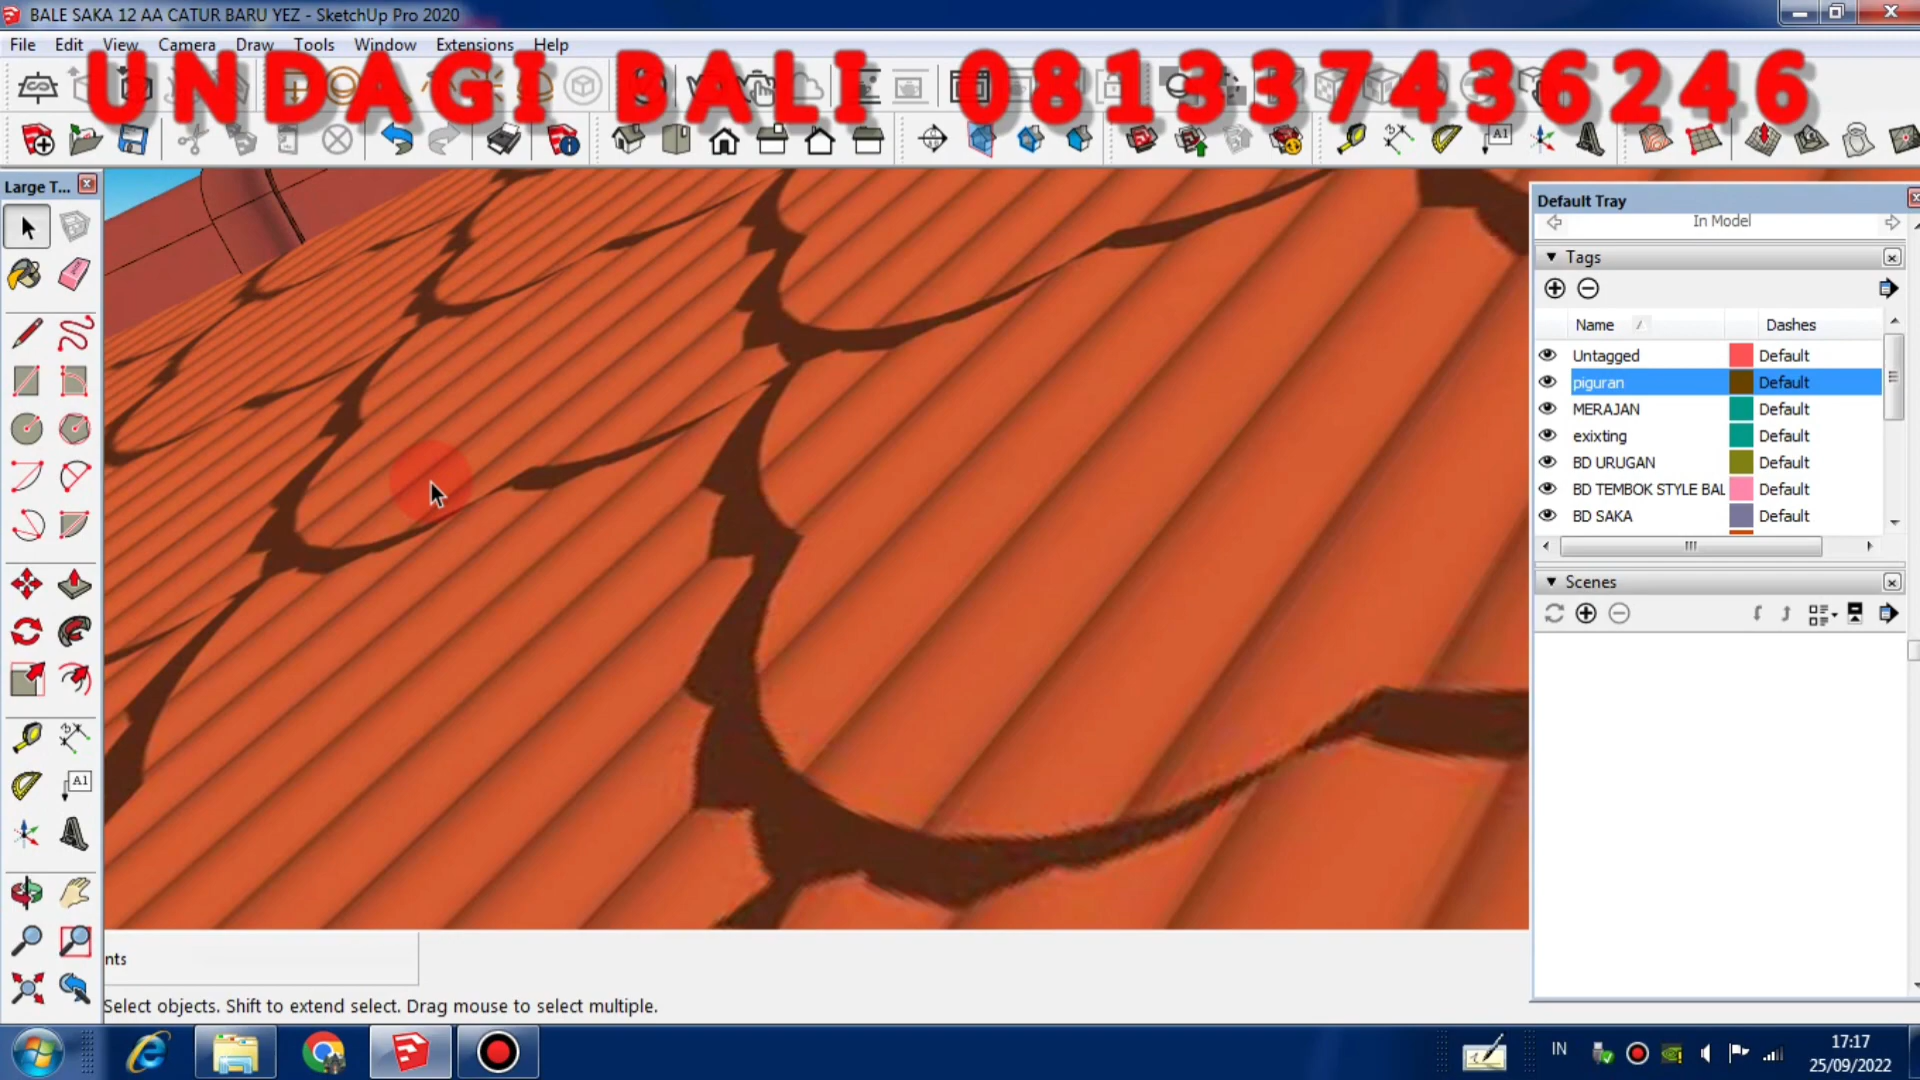 BALE SAKA 12 AA CATUR BARU YEZ - SketchUp Pro 2020
File Edit View Camera Draw Tools Window Extensions Help
UNDAGI BALI 081337436246
A1
Large T...
Default Tray
In Model
Tags
Name Dashes
Untagged Default
piguran Default
MERAJAN Default
exixting Default
BD URUGAN Default
BD TEMBOK STYLE BAL Default
BD SAKA Default
Scenes
A1
nts
Select objects. Shift to extend select. Drag mouse to select multiple.
IN
17:17
25/09/2022